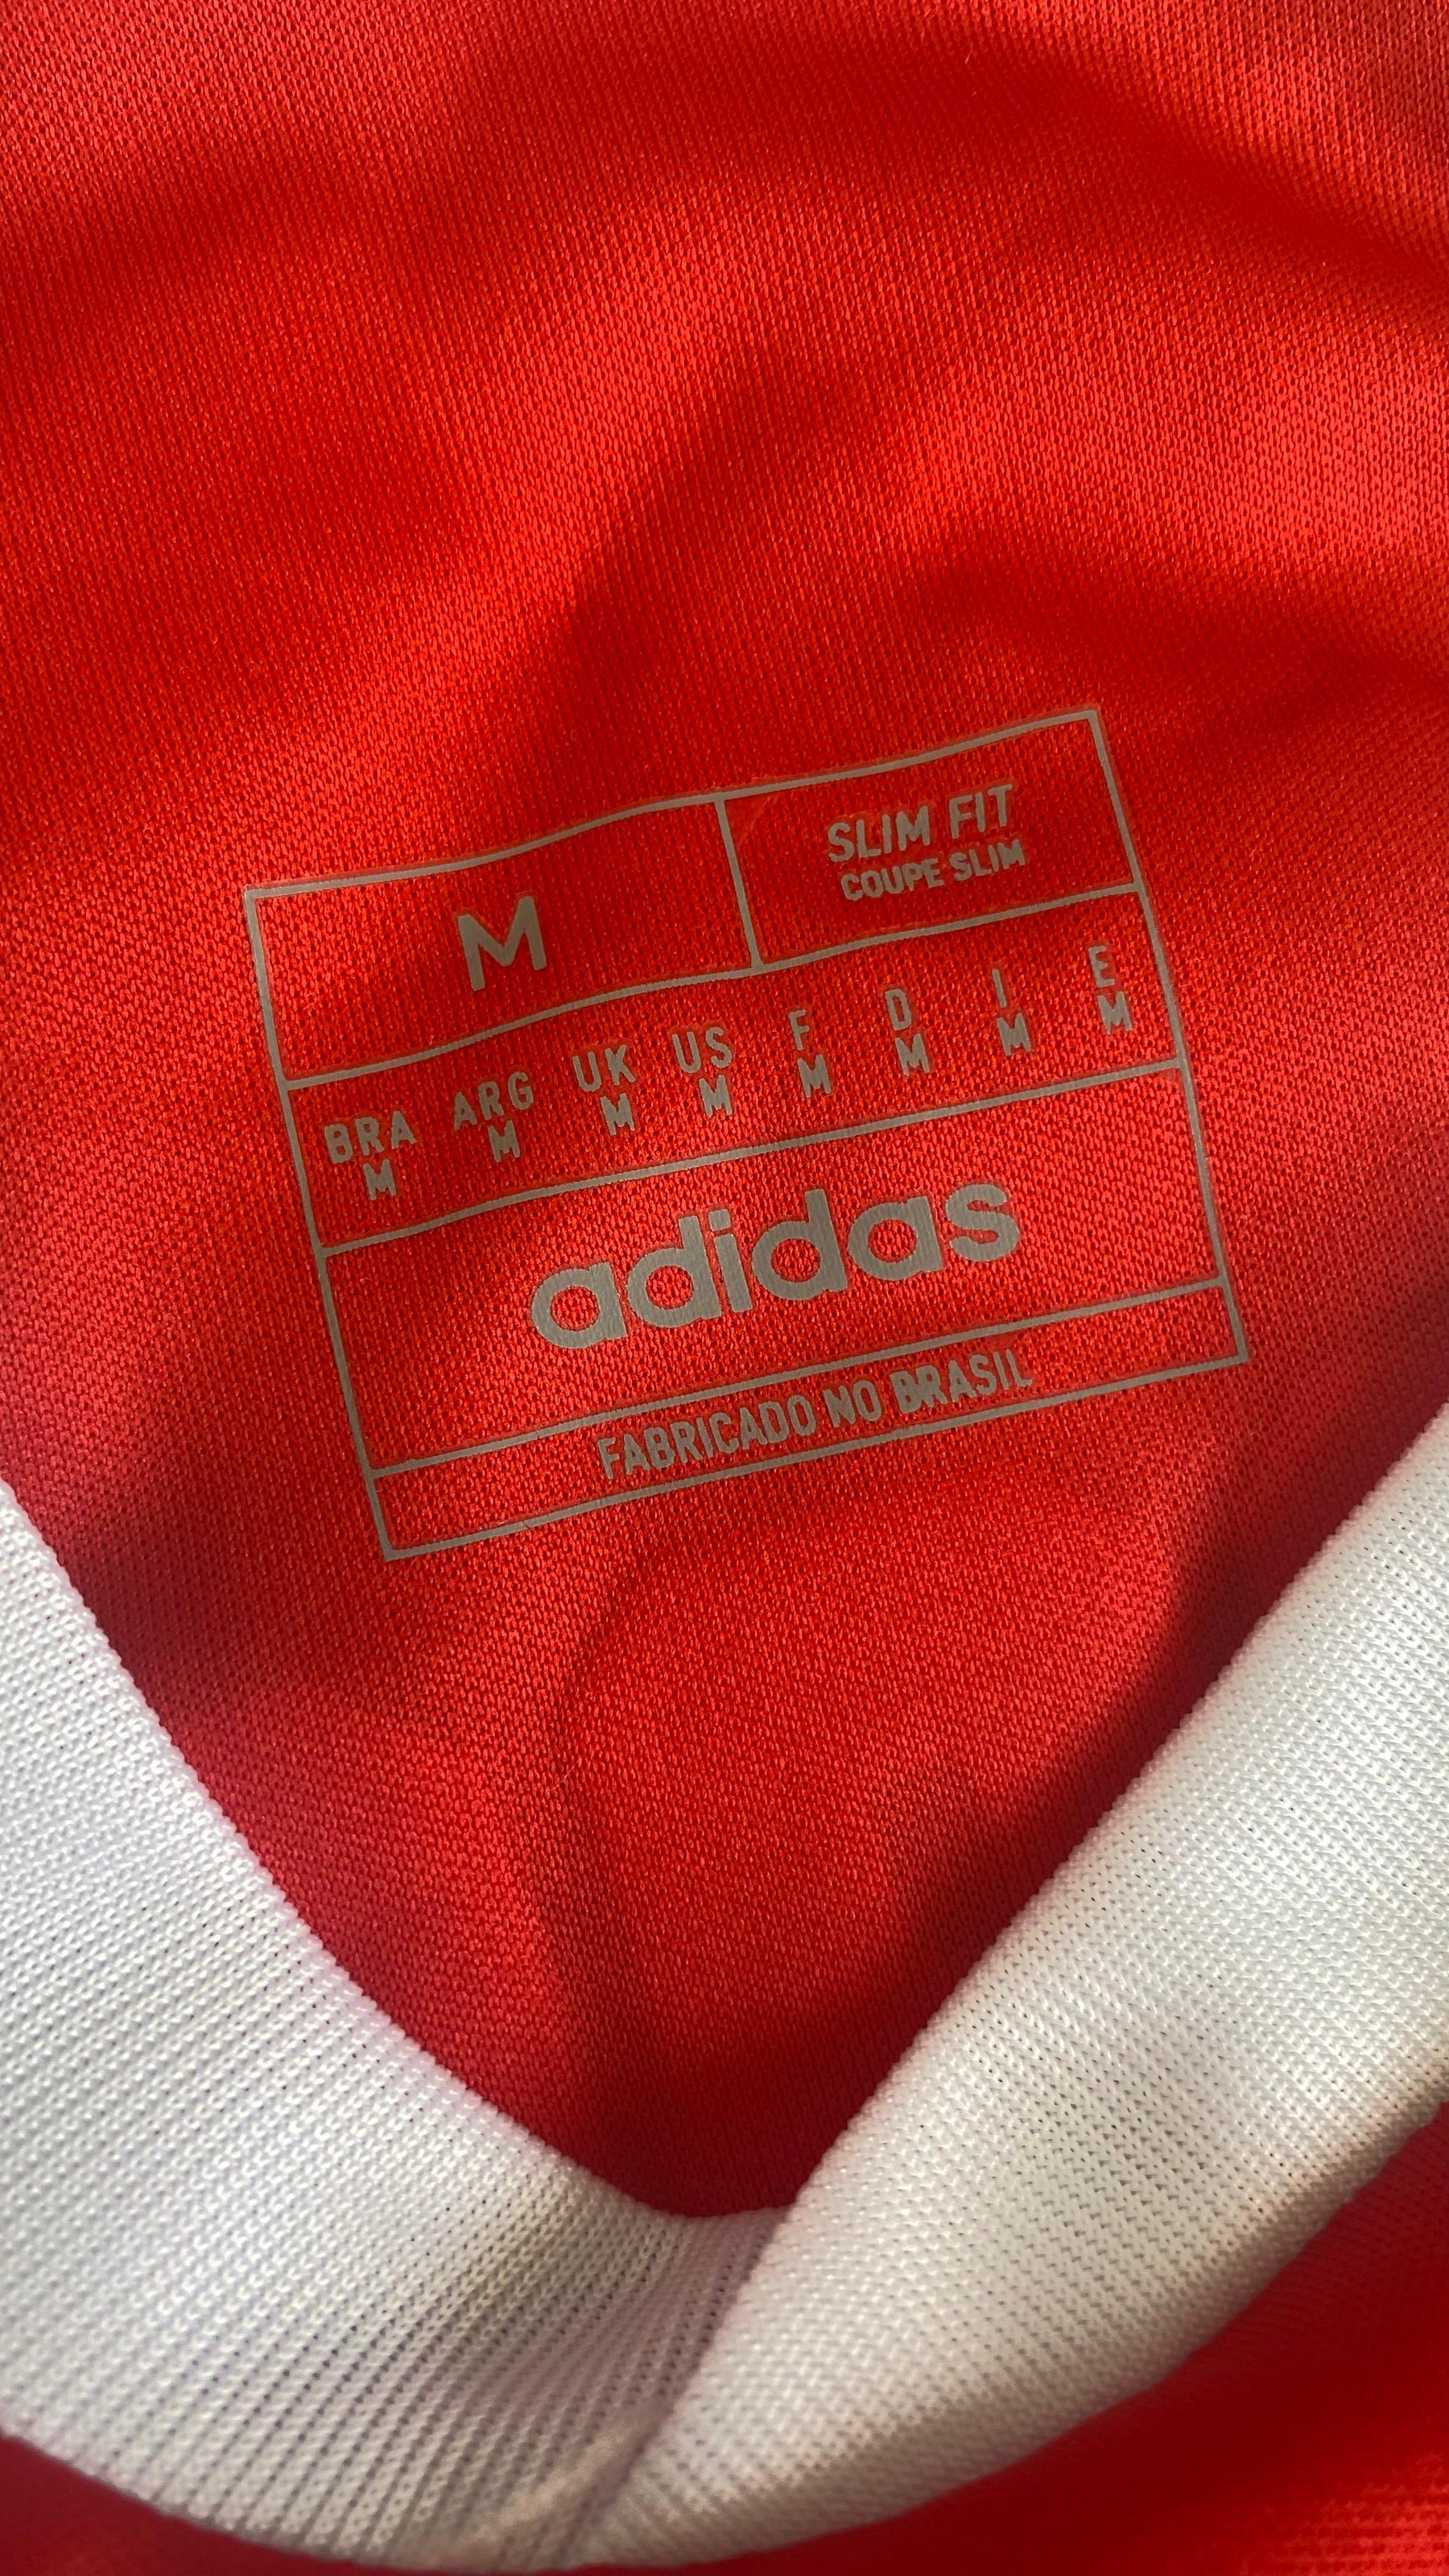 M
SLIM FIT
COUPE SLIM
BRA ARG UK US F D I E
M M M M M M M M
adidas
FABRICADO NO BRASIL